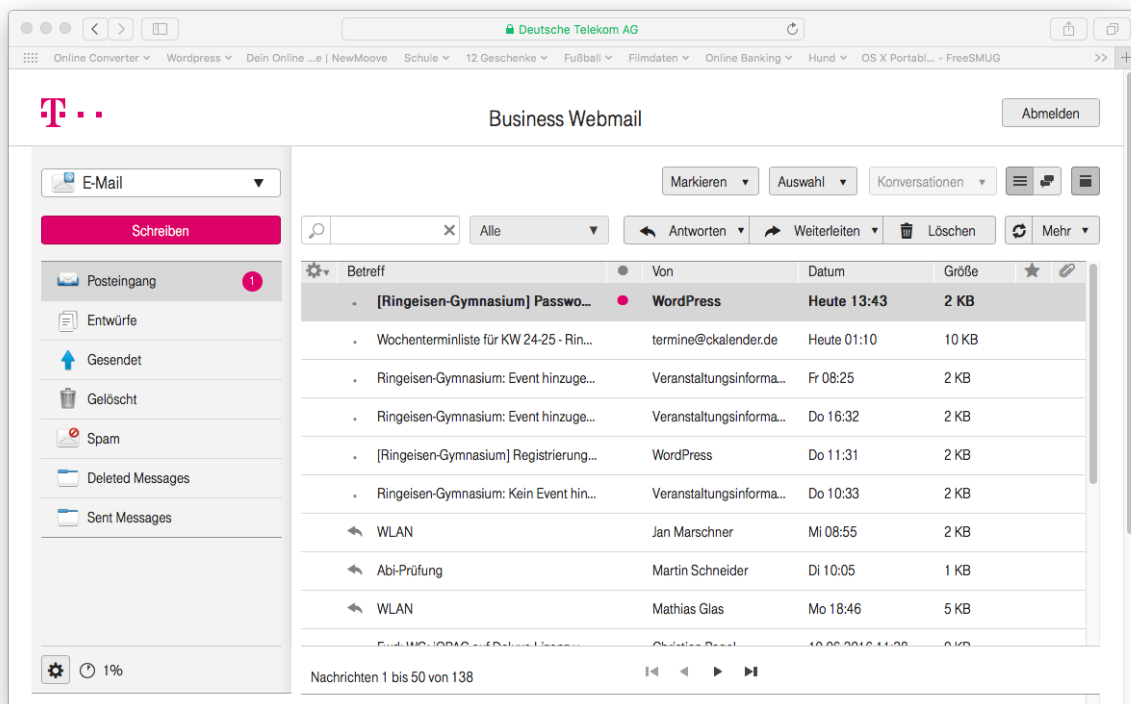 Deutsche Telekom AG
Online Converter Wordpress Dein Online ...e | NewMoove Schule 12 Geschenke Fußball Filmdaten Online Banking Hund OS X Portabl... - FreeSMUG >> +
T
Business Webmail
Abmelden
E-Mail
Markieren Auswahl Konversationen
Schreiben
Alle Antworten Weiterleiten Löschen Mehr
Posteingang 1
Entwürfe
Gesendet
Gelöscht
Spam
Deleted Messages
Sent Messages
Betreff Von Datum Größe
[Ringeisen-Gymnasium] Passwo... WordPress Heute 13:43 2 KB
Wochenterminliste für KW 24-25 - Rin... termine@ckalender.de Heute 01:10 10 KB
Ringeisen-Gymnasium: Event hinzuge... Veranstaltungsinforma... Fr 08:25 2 KB
Ringeisen-Gymnasium: Event hinzuge... Veranstaltungsinforma... Do 16:32 2 KB
[Ringeisen-Gymnasium] Registrierung... WordPress Do 11:31 2 KB
Ringeisen-Gymnasium: Kein Event hin... Veranstaltungsinforma... Do 10:33 2 KB
WLAN Jan Marschner Mi 08:55 2 KB
Abi-Prüfung Martin Schneider Di 10:05 1 KB
WLAN Mathias Glas Mo 18:46 5 KB
1%
Nachrichten 1 bis 50 von 138